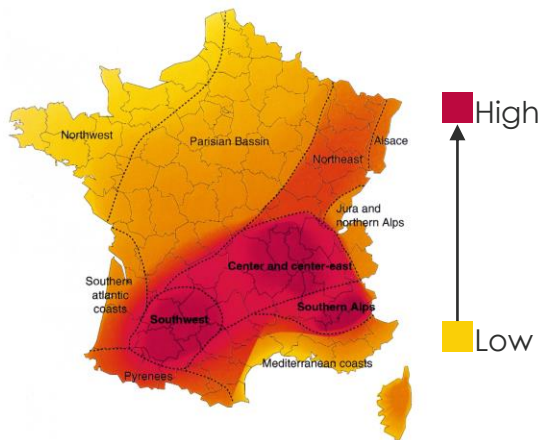 High
Northwest
Parisian Bassin
Alsace
Northeast
Jura and
northern Alps
Center and center-east
Southern
atlantic
coasts
Southern Alps
Southwest
Low
Mediterranean coasts
Pyrenees